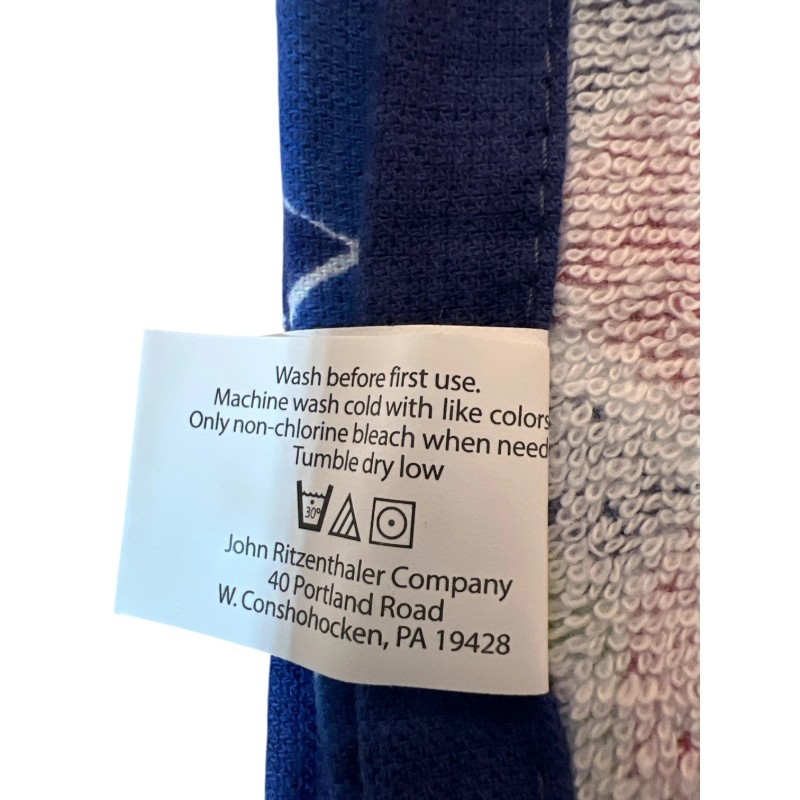 Wash before first use.
Machine wash cold with like colors
Only non-chlorine bleach when need
Tumble dry low
30°
John Ritzenthaler Company
40 Portland Road
W. Conshohocken, PA 19428